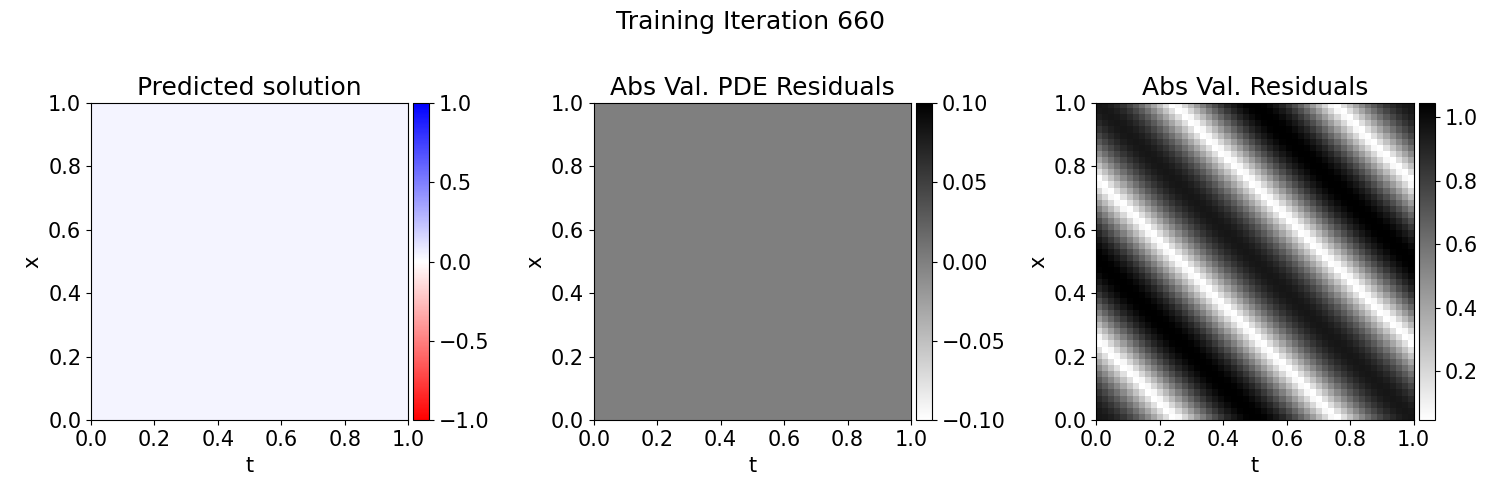 Training Iteration 660
Predicted solution
Abs Val. PDE Residuals
Abs Val. Residuals
1.0
0.8
0.6
0.4
0.2
0.0
x
0.0 0.2 0.4 0.6 0.8 1.0
t
1.0
0.5
0.0
−0.5
−1.0
1.0
0.8
0.6
0.4
0.2
0.0
x
0.0 0.2 0.4 0.6 0.8 1.0
t
0.10
0.05
0.00
−0.05
−0.10
1.0
0.8
0.6
0.4
0.2
0.0
x
0.0 0.2 0.4 0.6 0.8 1.0
t
1.0
0.8
0.6
0.4
0.2